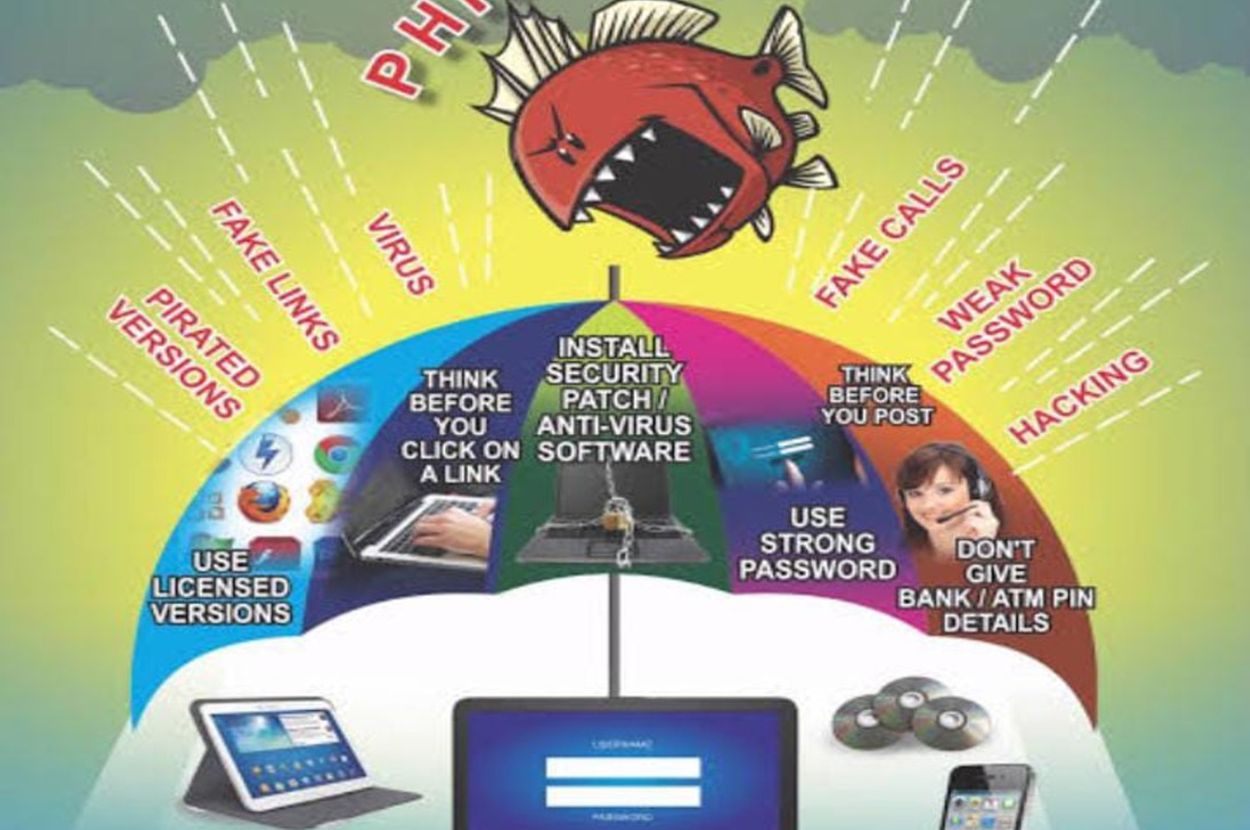 PHI
FAKE LINKS
VIRUS
PIRATED
VERSIONS
FAKE CALLS
WEAK
PASSWORD
HACKING
USE
LICENSED
VERSIONS
THINK
BEFORE
YOU
CLICK ON
A LINK
INSTALL
SECURITY
PATCH /
ANTI-VIRUS
SOFTWARE
THINK
BEFORE
YOU POST
USE
STRONG
PASSWORD
DON'T
GIVE
BANK / ATM PIN
DETAILS
USERNAME
PASSWORD